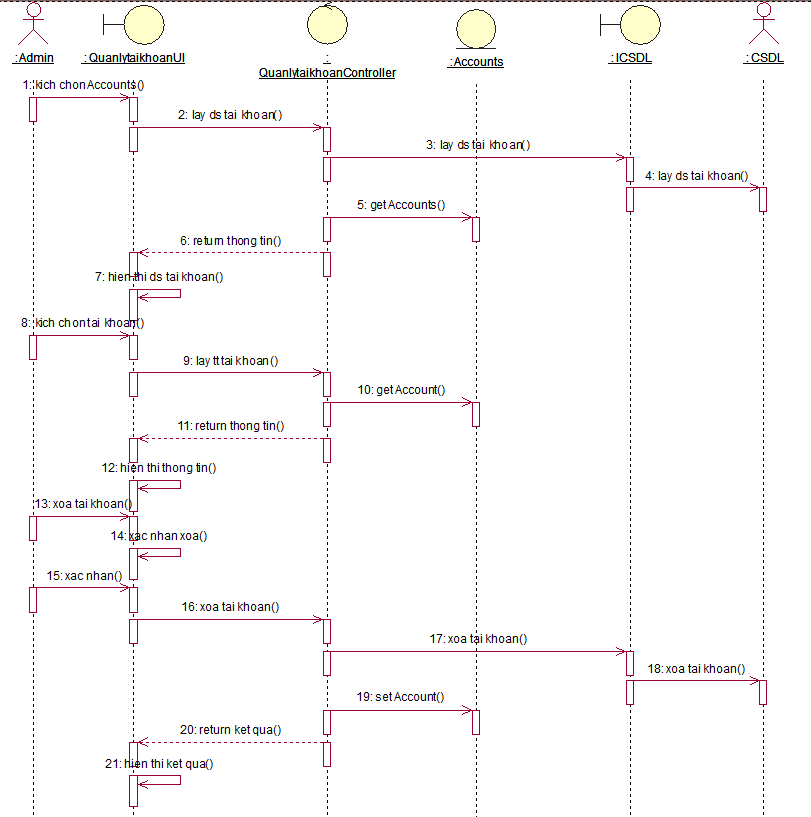 :Admin
:QuanlytaikhoanUI
:
QuanlytaikhoanController
:Accounts
:ICSDL
:CSDL
1: kich chon Accounts()
2: lay ds tai khoan()
3: lay ds tai khoan()
4: lay ds tai khoan()
5: getAccounts()
6: return thong tin()
7: hien thi ds tai khoan()
8: kich chon tai khoan()
9: lay tt tai khoan()
10: getAccount()
11: return thong tin()
12: hien thi thong tin()
13: xoa tai khoan()
14: xac nhan xoa()
15: xac nhan()
16: xoa tai khoan()
17: xoa tai khoan()
18: xoa tai khoan()
19: setAccount()
20: return ket qua()
21: hien thi ket qua()